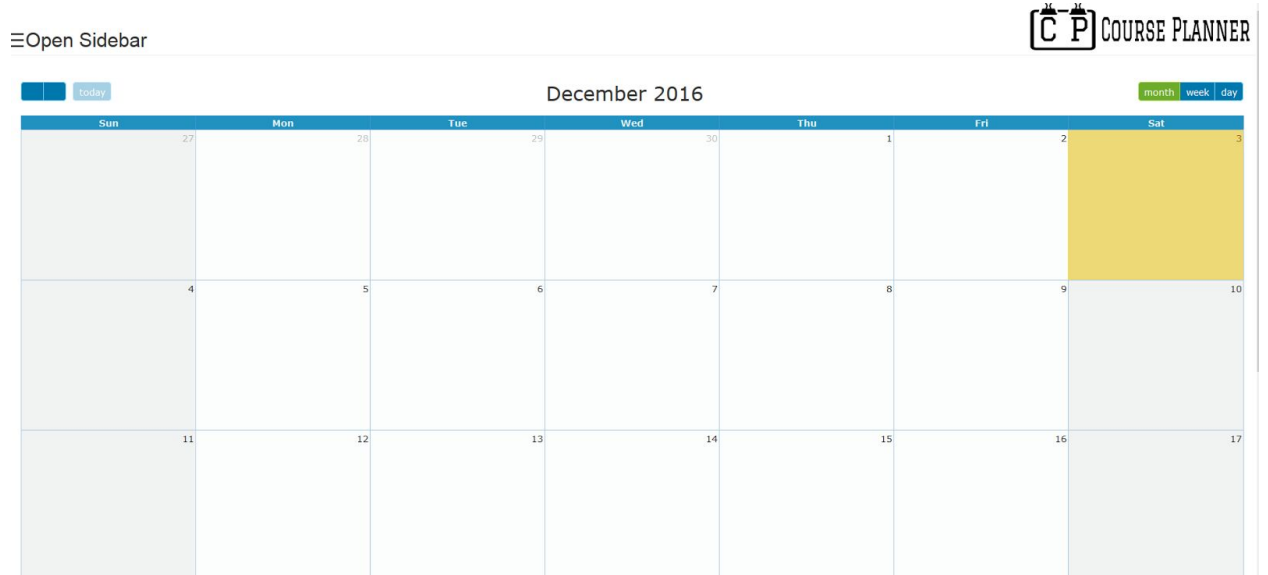 C P COURSE PLANNER
☰Open Sidebar
today December 2016 month week day
Sun Mon Tue Wed Thu Fri Sat
27 28 29 30 1 2 3
4 5 6 7 8 9 10
11 12 13 14 15 16 17